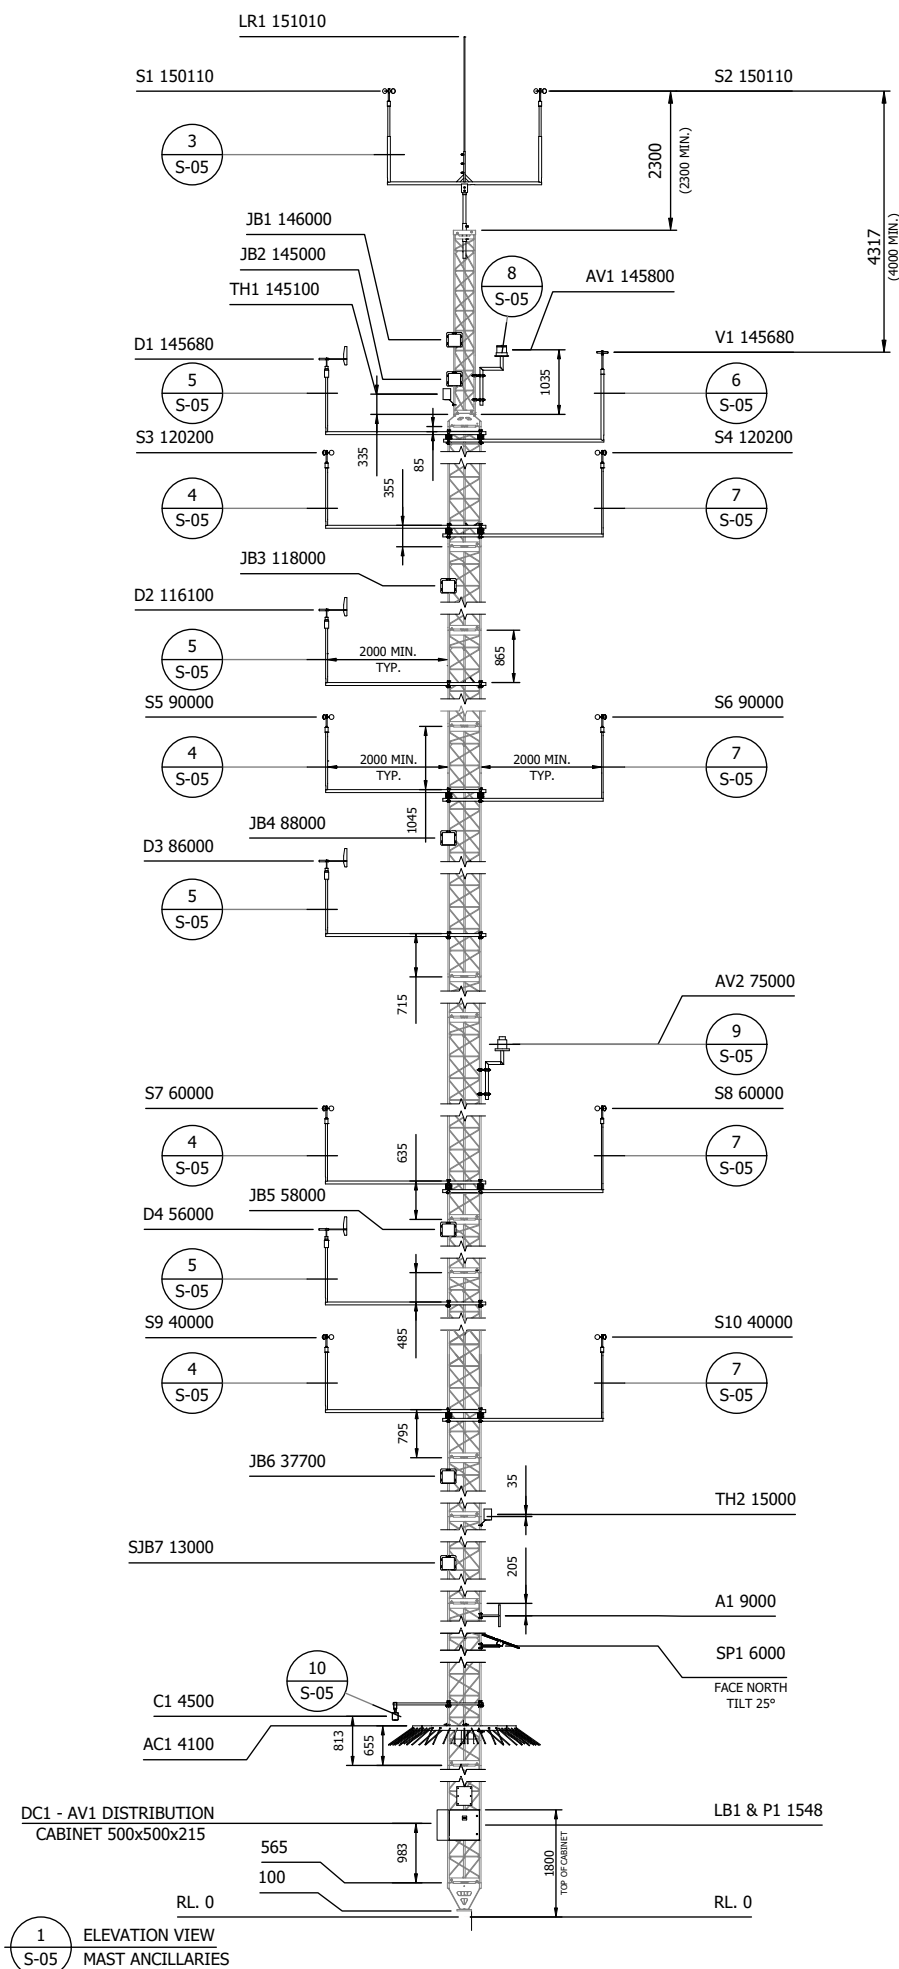 LR1 151010
S1 150110
S2 150110
3
S-05
2300
(2300 MIN.)
4317
(4000 MIN.)
JB1 146000
JB2 145000
TH1 145100
8
S-05
AV1 145800
D1 145680
V1 145680
5
S-05
1035
6
S-05
335
85
S3 120200
S4 120200
355
4
S-05
7
S-05
JB3 118000
D2 116100
5
S-05
2000 MIN.
TYP.
865
S5 90000
S6 90000
4
S-05
2000 MIN.
TYP.
2000 MIN.
TYP.
7
S-05
1045
JB4 88000
D3 86000
5
S-05
715
AV2 75000
9
S-05
S7 60000
S8 60000
4
S-05
635
7
S-05
JB5 58000
D4 56000
5
S-05
485
S9 40000
S10 40000
4
S-05
7
S-05
795
JB6 37700
35
TH2 15000
SJB7 13000
205
A1 9000
SP1 6000
FACE NORTH
TILT 25°
10
S-05
C1 4500
813
655
AC1 4100
DC1 - AV1 DISTRIBUTION
CABINET 500x500x215
LB1 & P1 1548
983
1800
TOP OF CABINET
565
100
RL. 0
RL. 0
1
S-05
ELEVATION VIEW
MAST ANCILLARIES